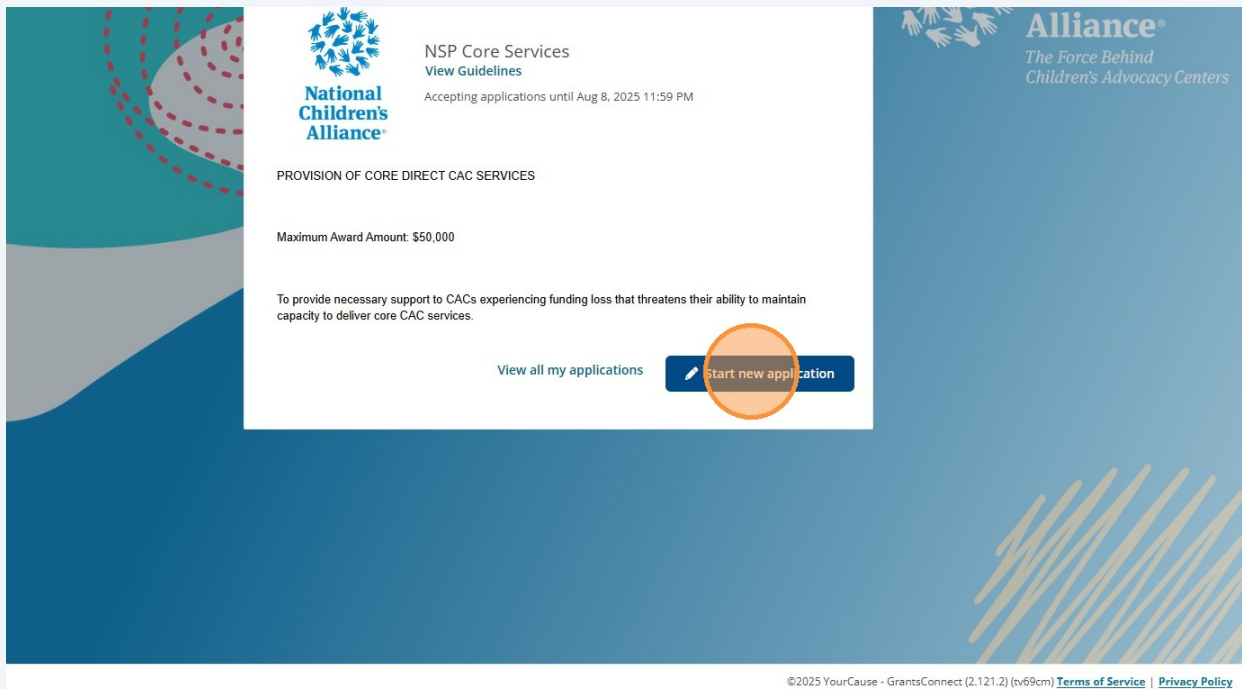 National
Children's
Alliance®
NSP Core Services
View Guidelines
Accepting applications until Aug 8, 2025 11:59 PM
Alliance®
The Force Behind
Children's Advocacy Centers
PROVISION OF CORE DIRECT CAC SERVICES
Maximum Award Amount: $50,000
To provide necessary support to CACs experiencing funding loss that threatens their ability to maintain
capacity to deliver core CAC services.
View all my applications
Start new application
©2025 YourCause - GrantsConnect (2.121.2) (tv69cm) Terms of Service | Privacy Policy